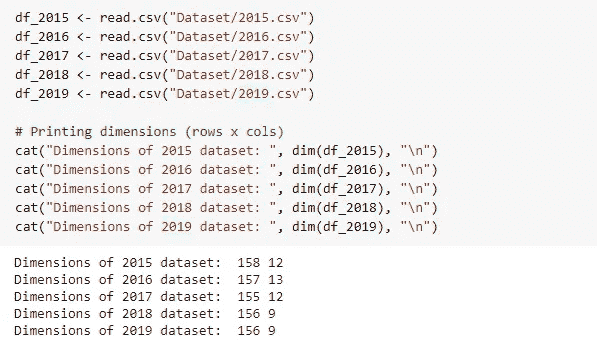 df_2015 <- read.csv("Dataset/2015.csv")
df_2016 <- read.csv("Dataset/2016.csv")
df_2017 <- read.csv("Dataset/2017.csv")
df_2018 <- read.csv("Dataset/2018.csv")
df_2019 <- read.csv("Dataset/2019.csv")
# Printing dimensions (rows x cols)
cat("Dimensions of 2015 dataset: ", dim(df_2015), "\n")
cat("Dimensions of 2016 dataset: ", dim(df_2016), "\n")
cat("Dimensions of 2017 dataset: ", dim(df_2017), "\n")
cat("Dimensions of 2018 dataset: ", dim(df_2018), "\n")
cat("Dimensions of 2019 dataset: ", dim(df_2019), "\n")
Dimensions of 2015 dataset:  158 12
Dimensions of 2016 dataset:  157 13
Dimensions of 2017 dataset:  155 12
Dimensions of 2018 dataset:  156 9
Dimensions of 2019 dataset:  156 9